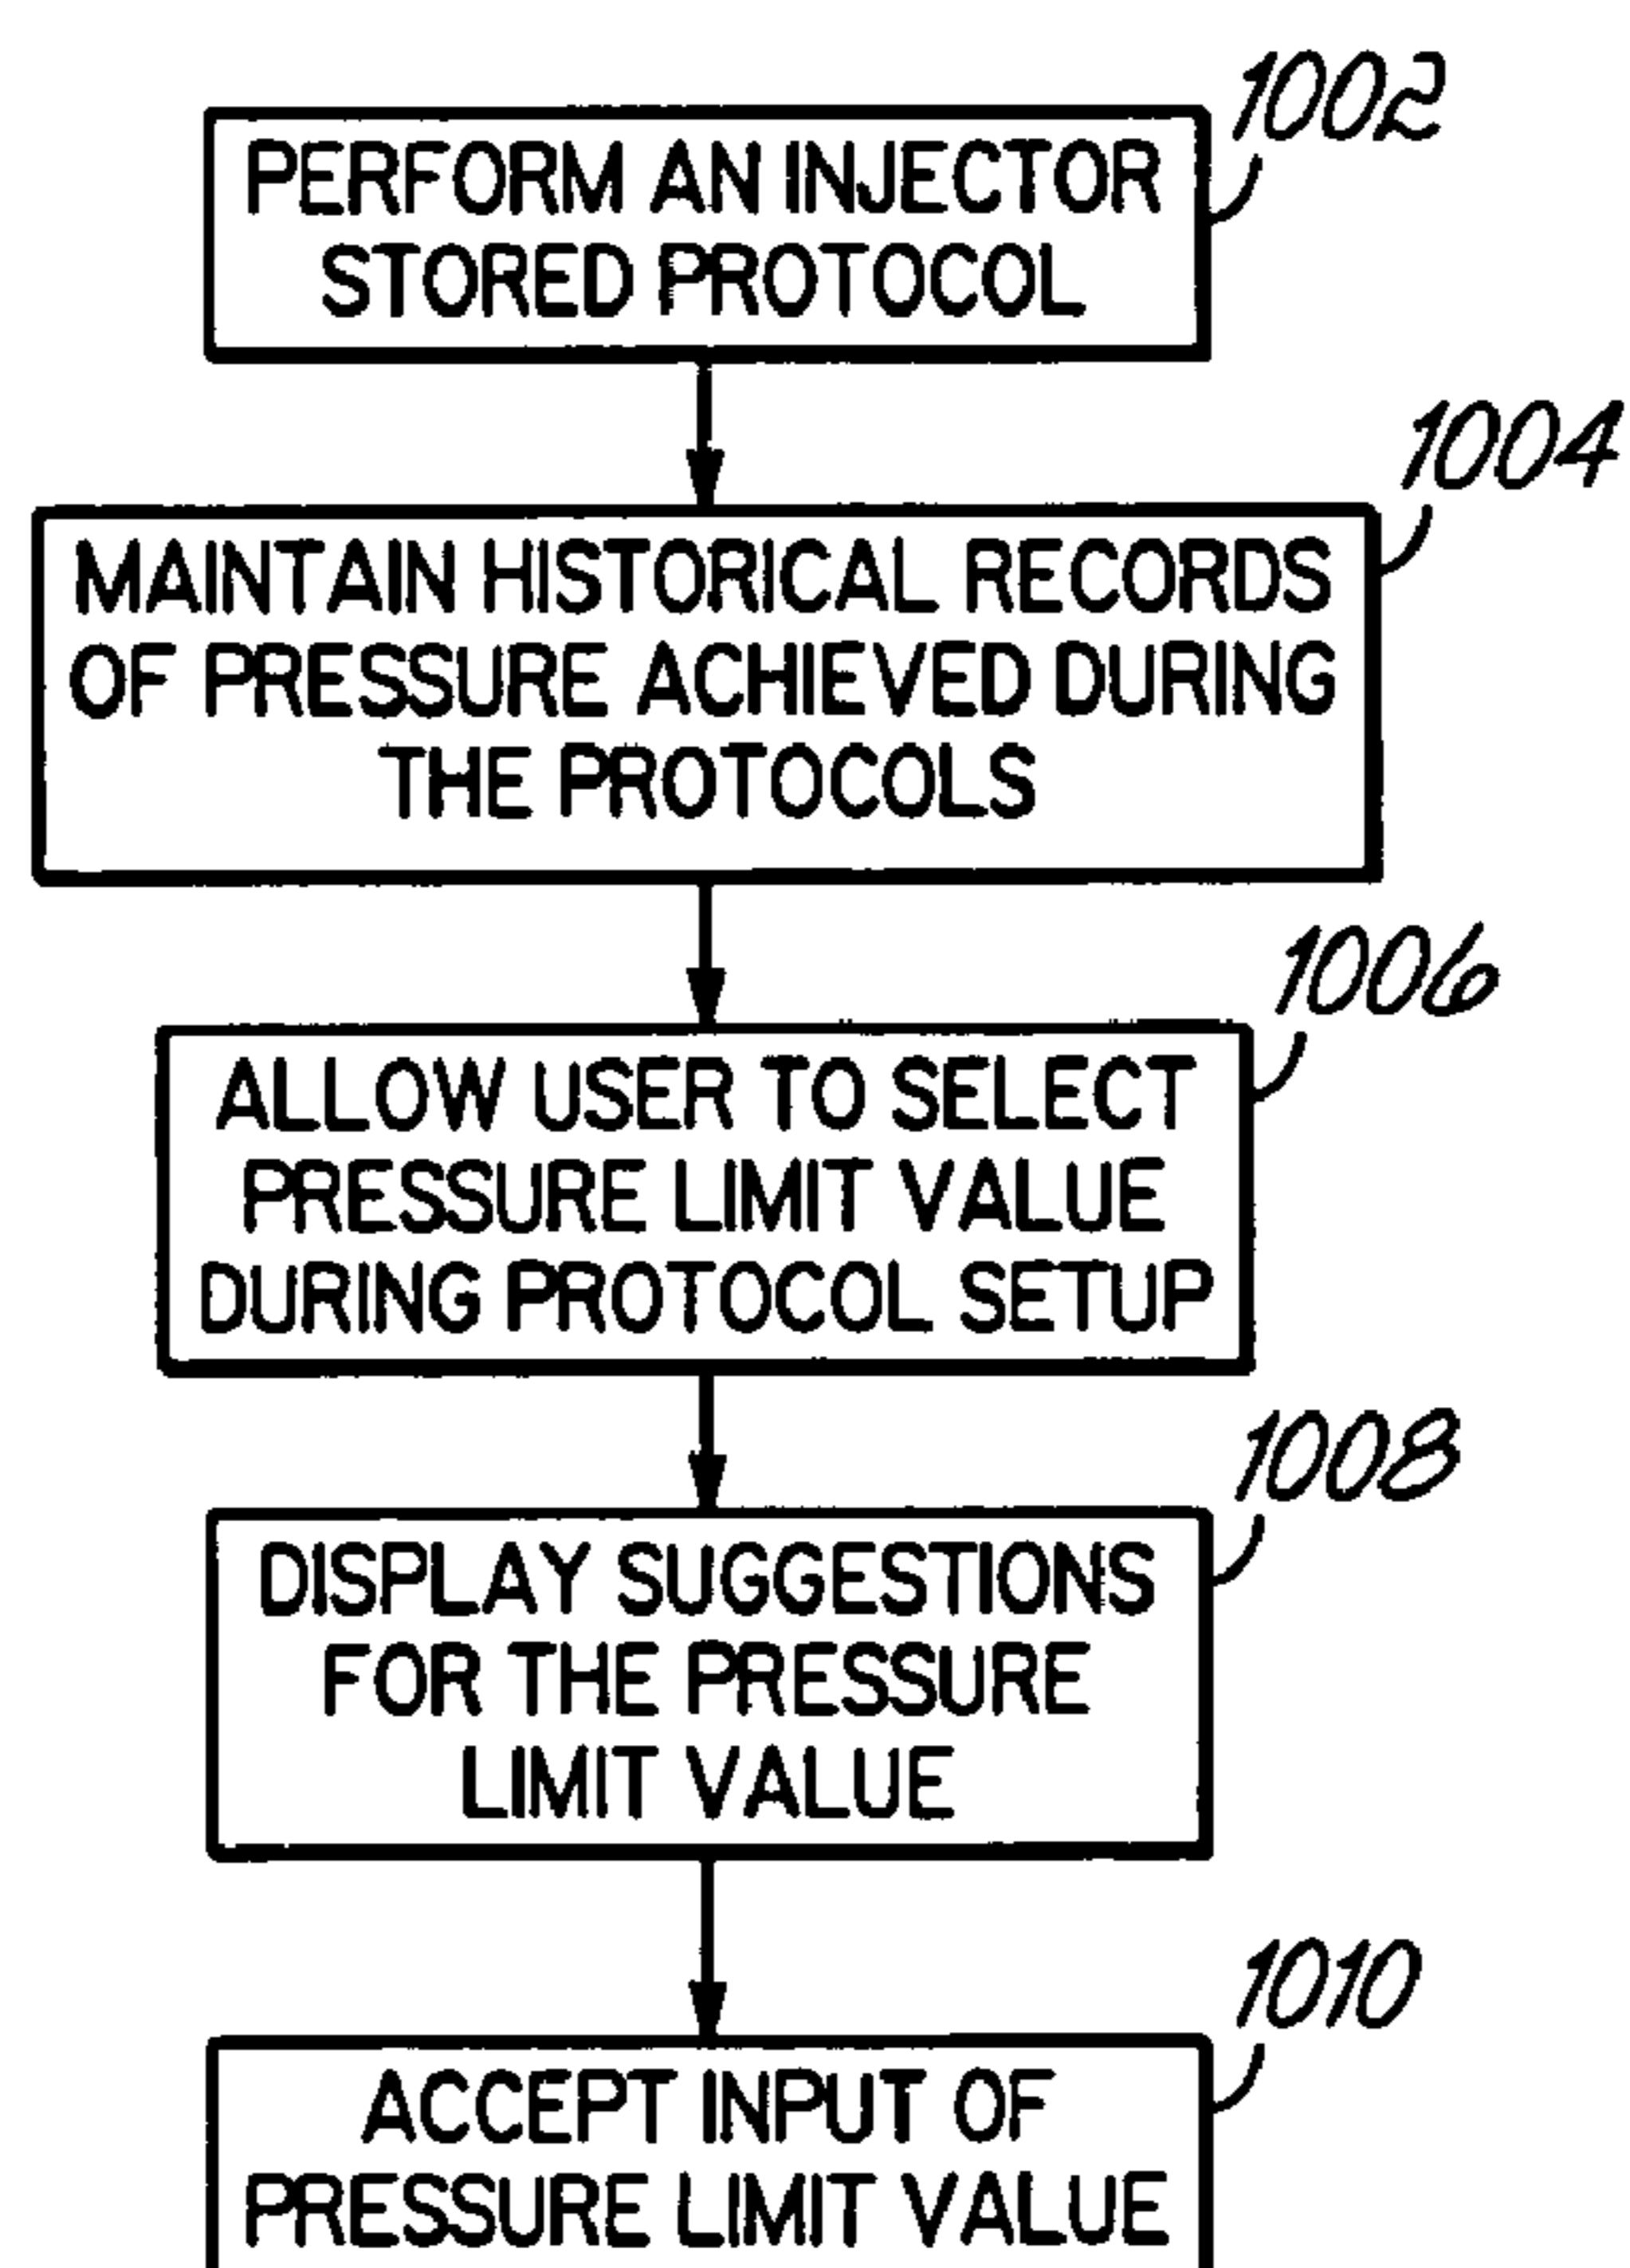 1002
PERFORM AN INJECTOR
STORED PROTOCOL
1004
MAINTAIN HISTORICAL RECORDS
OF PRESSURE ACHIEVED DURING
THE PROTOCOLS
1006
ALLOW USER TO SELECT
PRESSURE LIMIT VALUE
DURING PROTOCOL SETUP
1008
DISPLAY SUGGESTIONS
FOR THE PRESSURE
LIMIT VALUE
1010
ACCEPT INPUT OF
PRESSURE LIMIT VALUE